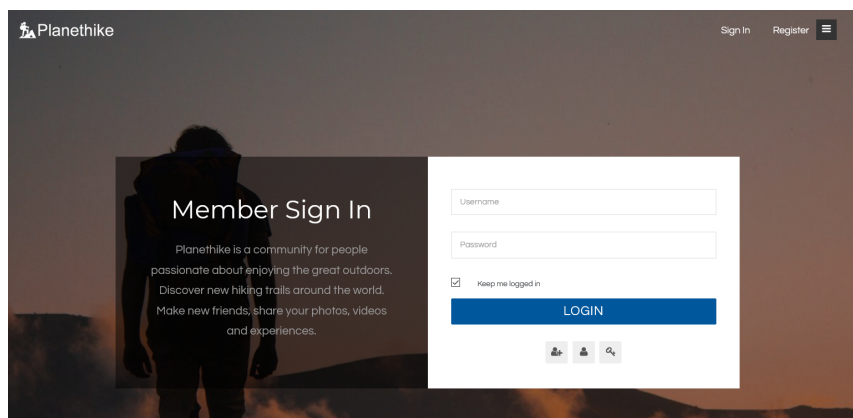 Planethike
Sign In
Register
Member Sign In
Planethike is a community for people
passionate about enjoying the great outdoors.
Discover new hiking trails around the world.
Make new friends, share your photos, videos
and experiences.
Username
Password
Keep me logged in
LOGIN